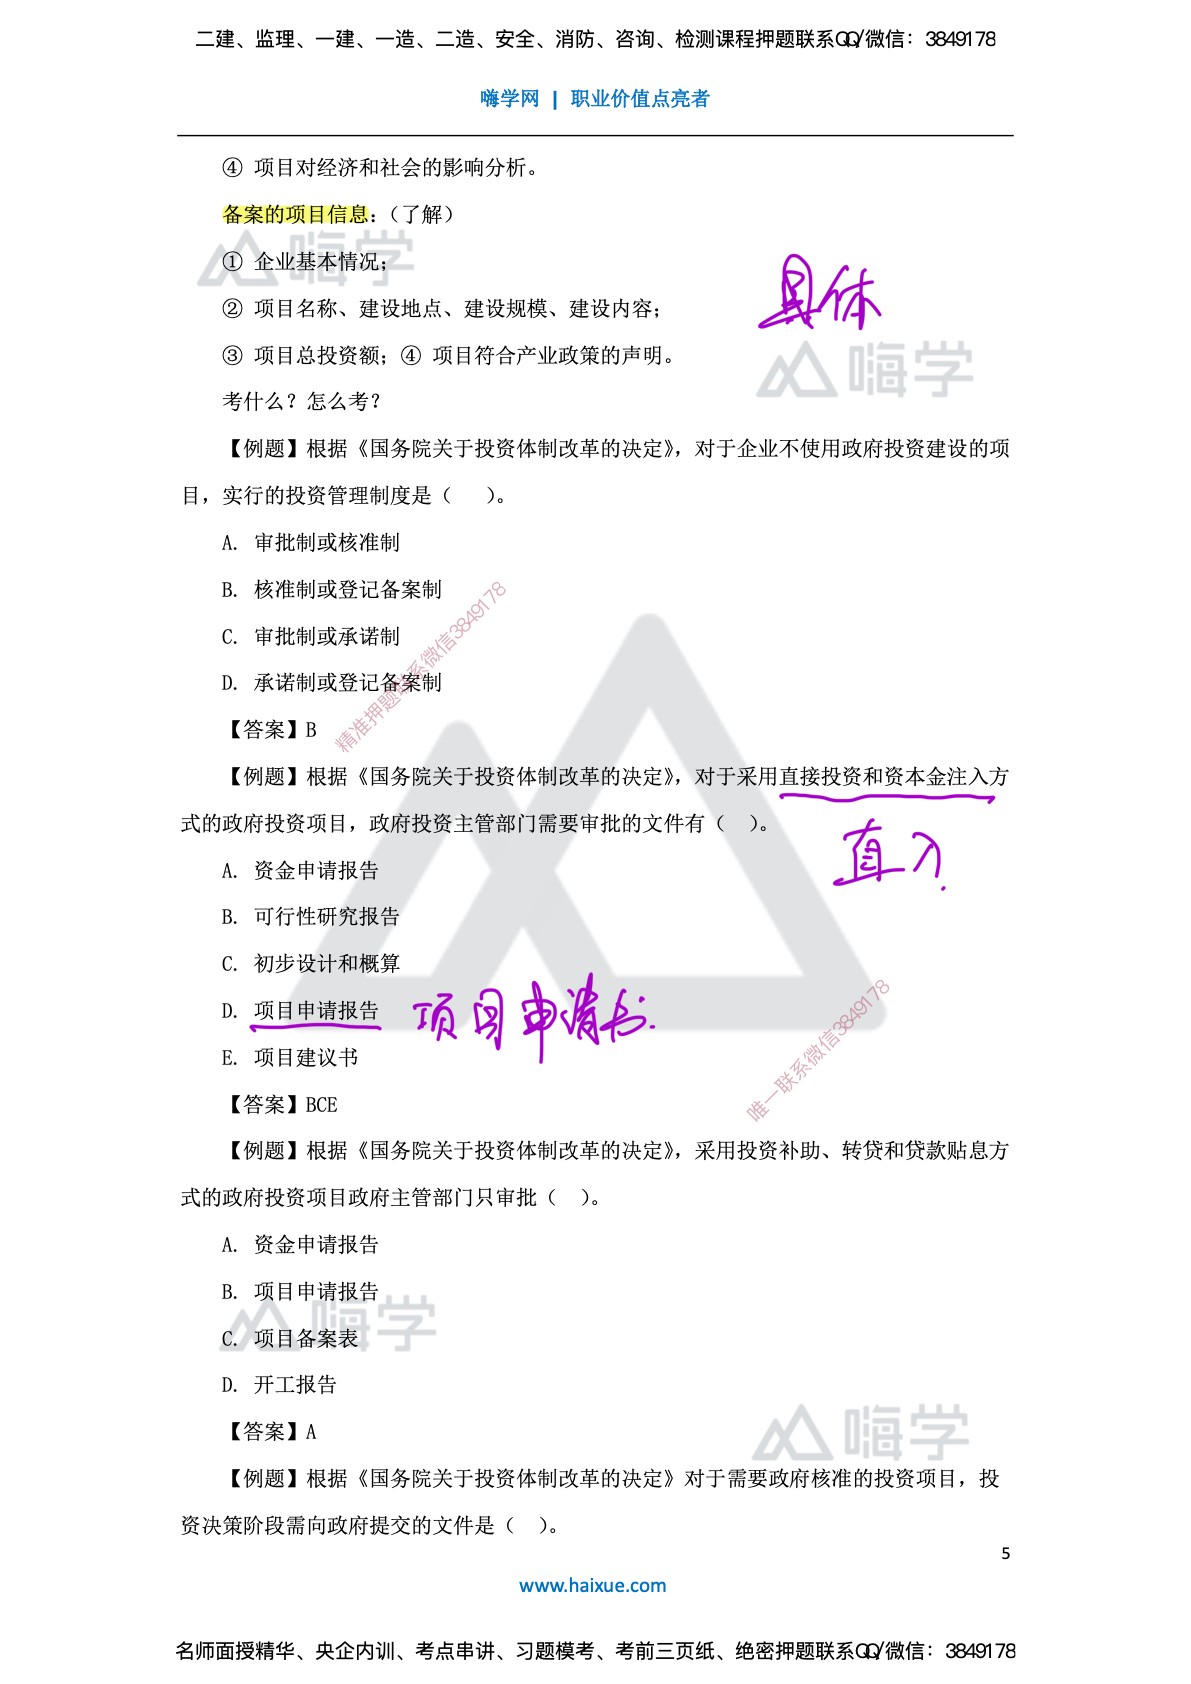 二建、监理、一建、一造、二造、安全、消防、咨询、检测课程押题联系QQ/微信：3849178
嗨学网 | 职业价值点亮者
④ 项目对经济和社会的影响分析。
备案的项目信息：（了解）
嗨学
① 企业基本情况；
具体
② 项目名称、建设地点、建设规模、建设内容；
③ 项目总投资额；④ 项目符合产业政策的声明。
嗨学
考什么？怎么考？
【例题】根据《国务院关于投资体制改革的决定》，对于企业不使用政府投资建设的项
目，实行的投资管理制度是（ ）。
A. 审批制或核准制
B. 核准制或登记备案制
C. 审批制或承诺制
D. 承诺制或登记备案制
精准押题联系微信3849178
【答案】B
【例题】根据《国务院关于投资体制改革的决定》，对于采用直接投资和资本金注入方
式的政府投资项目，政府投资主管部门需要审批的文件有（ ）。
直入
A. 资金申请报告
B. 可行性研究报告
C. 初步设计和概算
D. 项目申请报告 项目申请书.
E. 项目建议书
唯一联系微信3849178
【答案】BCE
【例题】根据《国务院关于投资体制改革的决定》，采用投资补助、转贷和贷款贴息方
式的政府投资项目政府主管部门只审批（ ）。
A. 资金申请报告
B. 项目申请报告
嗨学
C. 项目备案表
D. 开工报告
【答案】A
嗨学
【例题】根据《国务院关于投资体制改革的决定》对于需要政府核准的投资项目，投
资决策阶段需向政府提交的文件是（ ）。
5
www.haixue.com
名师面授精华、央企内训、考点串讲、习题模考、考前三页纸、绝密押题联系QQ/微信：3849178